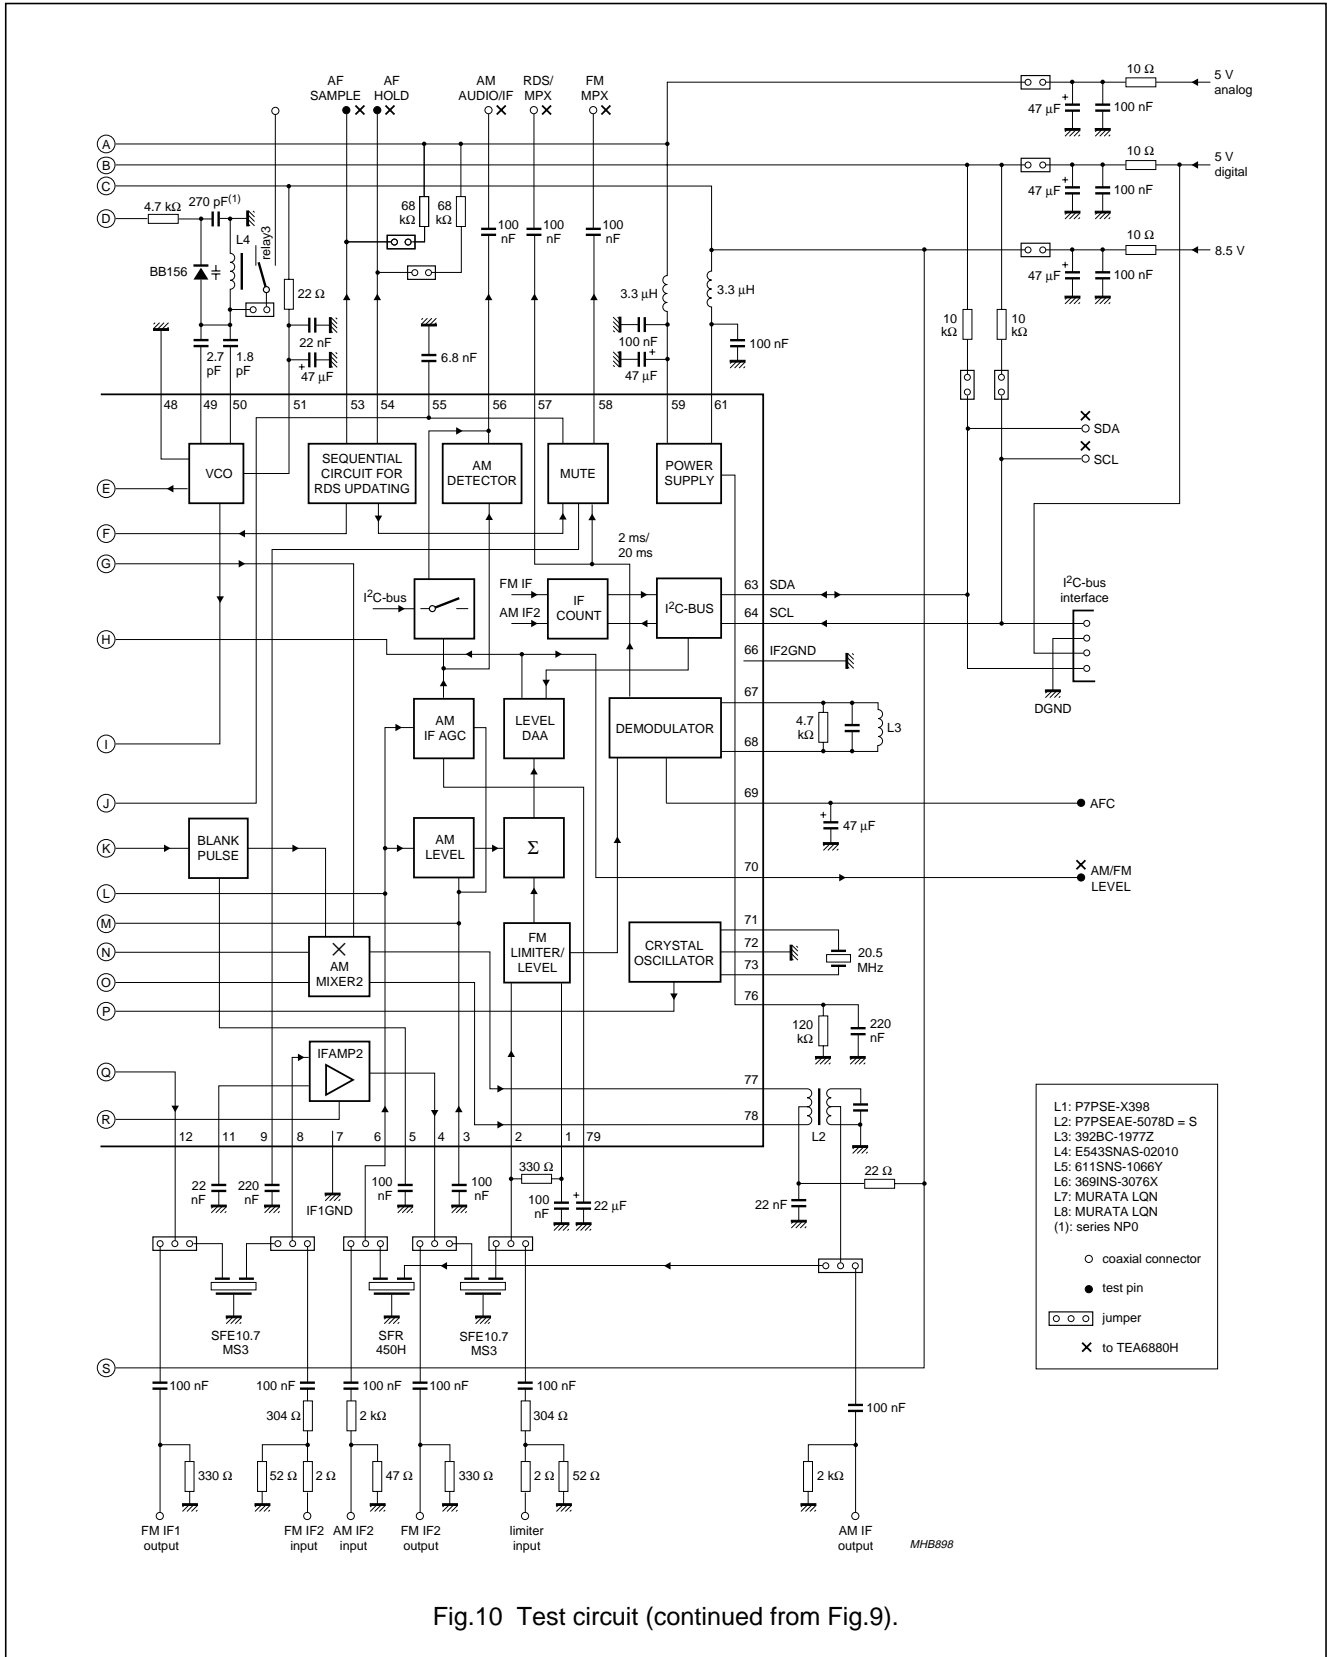 AF SAMPLE
AF HOLD
AM AUDIO/IF
RDS/ MPX
FM MPX
10 Ω
5 V analog
47 μF
100 nF
A
B
C
D
10 Ω
5 V digital
47 μF
100 nF
10 Ω
8.5 V
47 μF
100 nF
4.7 kΩ
270 pF(1)
L4
relay3
BB156
22 Ω
68 kΩ
68 kΩ
100 nF
100 nF
100 nF
3.3 μH
3.3 μH
10 kΩ
10 kΩ
2.7 pF
1.8 pF
22 nF
47 μF
6.8 nF
100 nF
47 μF
100 nF
48
49
50
51
53
54
55
56
57
58
59
61
SDA
SCL
VCO
SEQUENTIAL CIRCUIT FOR RDS UPDATING
AM DETECTOR
MUTE
POWER SUPPLY
E
F
G
2 ms/ 20 ms
I2C-bus
FM IF
AM IF2
IF COUNT
I2C-BUS
63 SDA
64 SCL
66 IF2GND
I2C-bus interface
DGND
H
AM IF AGC
LEVEL DAA
DEMODULATOR
67
68
4.7 kΩ
L3
I
J
69
AFC
47 μF
K
BLANK PULSE
AM LEVEL
Σ
70
AM/FM LEVEL
L
M
N
O
P
AM MIXER2
FM LIMITER/ LEVEL
CRYSTAL OSCILLATOR
71
72
73
20.5 MHz
76
120 kΩ
220 nF
Q
R
IFAMP2
77
78
L2
12
11
9
8
7
6
5
4
3
2
1
79
22 nF
220 nF
IF1GND
100 nF
100 nF
330 Ω
100 nF
22 μF
22 nF
22 Ω
L1: P7PSE-X398
L2: P7PSEAE-5078D = S
L3: 392BC-1977Z
L4: E543SNAS-02010
L5: 611SNS-1066Y
L6: 369INS-3076X
L7: MURATA LQN
L8: MURATA LQN
(1): series NP0
coaxial connector
test pin
jumper
to TEA6880H
SFE10.7 MS3
SFR 450H
SFE10.7 MS3
S
100 nF
100 nF
100 nF
100 nF
100 nF
100 nF
304 Ω
2 kΩ
304 Ω
330 Ω
52 Ω
2 Ω
47 Ω
330 Ω
2 Ω
52 Ω
2 kΩ
FM IF1 output
FM IF2 input
AM IF2 input
FM IF2 output
limiter input
AM IF output
MHB898
Fig.10 Test circuit (continued from Fig.9).